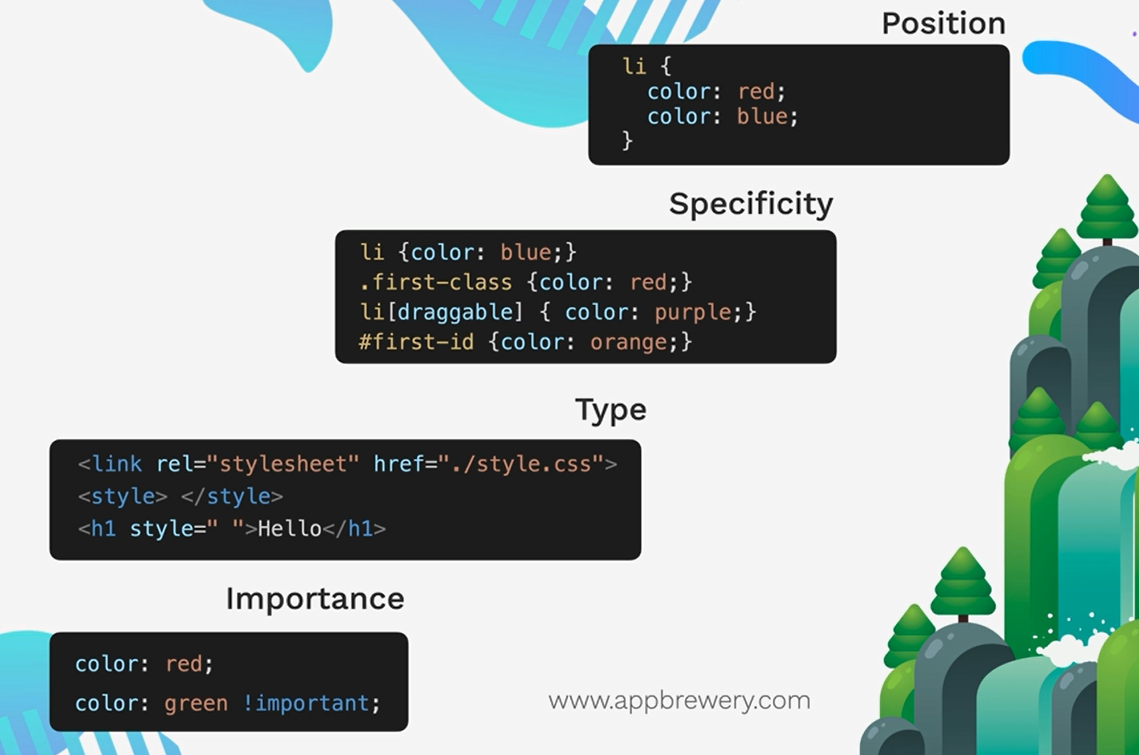 Position
li {
  color: red;
  color: blue;
}
Specificity
li {color: blue;}
.first-class {color: red;}
li[draggable] { color: purple;}
#first-id {color: orange;}
Type
<link rel="stylesheet" href="./style.css">
<style> </style>
<h1 style=" ">Hello</h1>
Importance
color: red;
color: green !important;
www.appbrewery.com